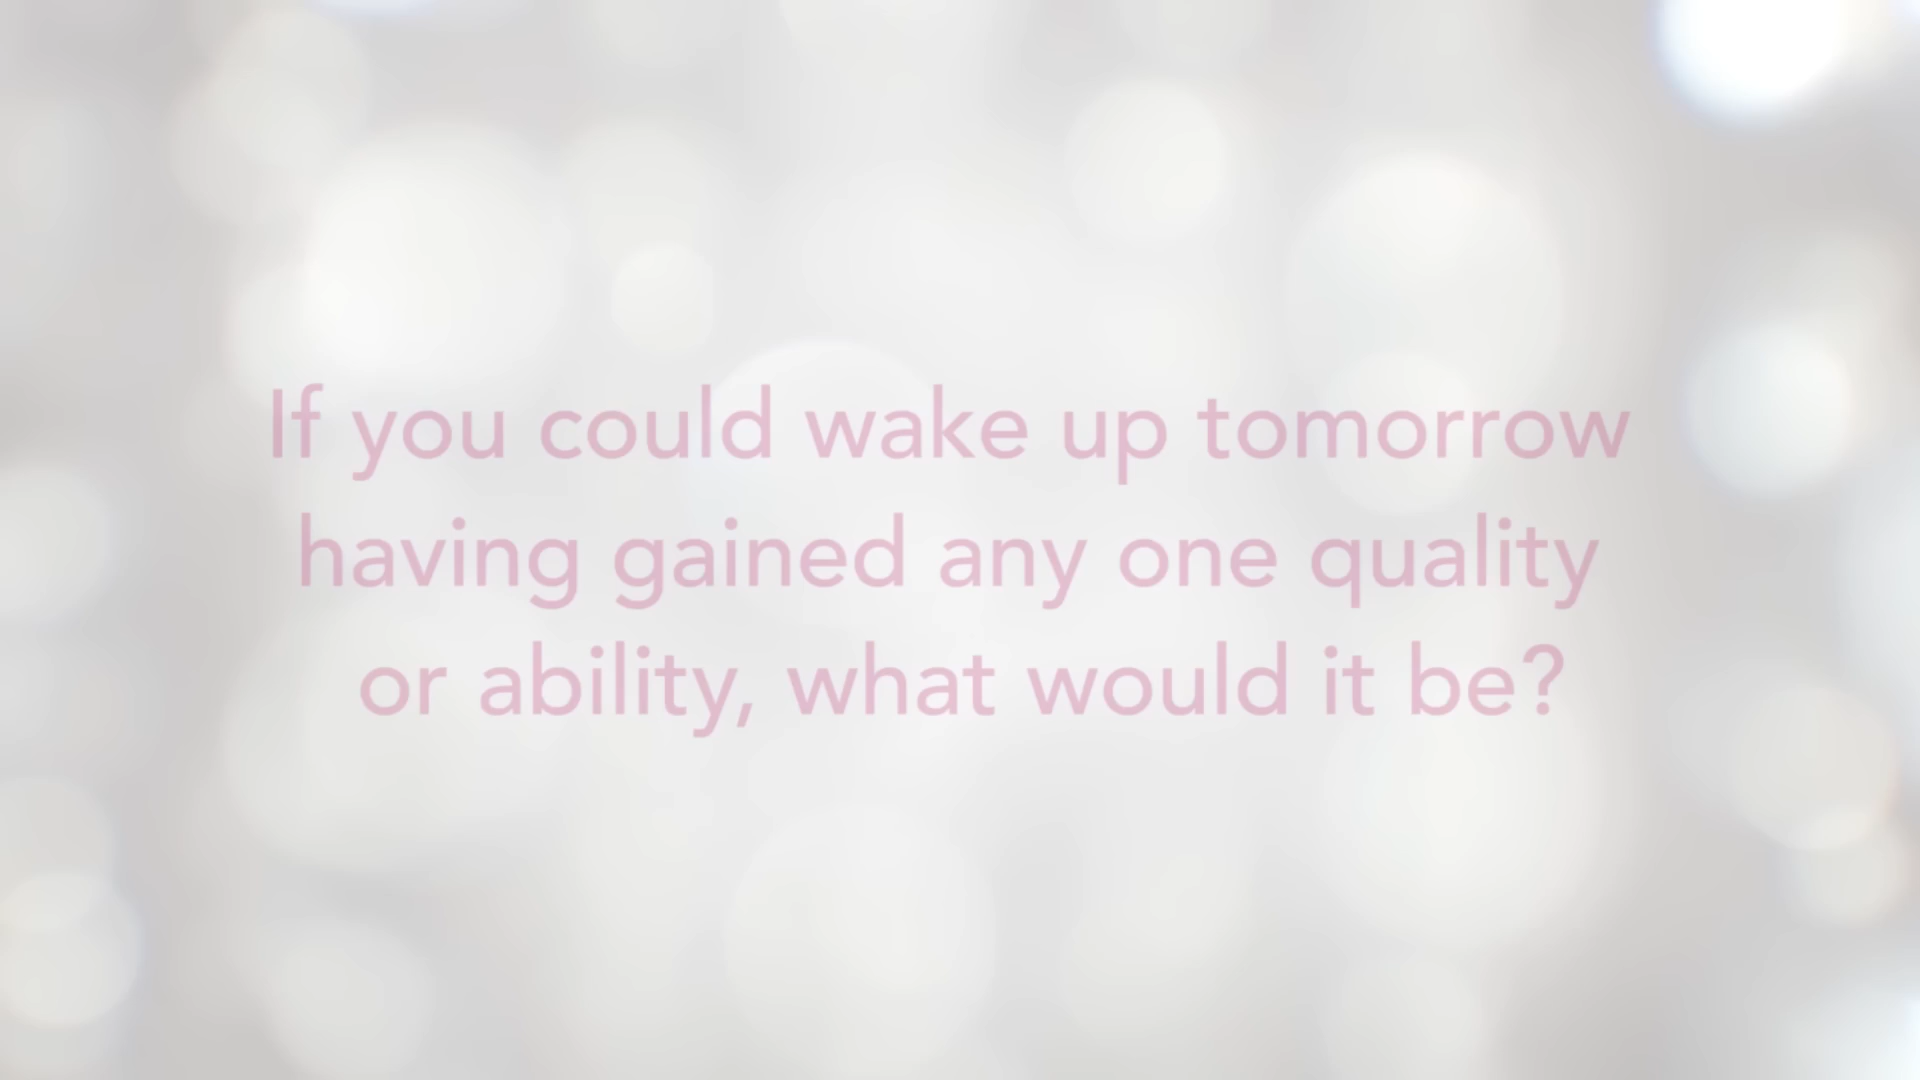 If you could wake up tomorrow
having gained any one quality
or ability, what would it be?